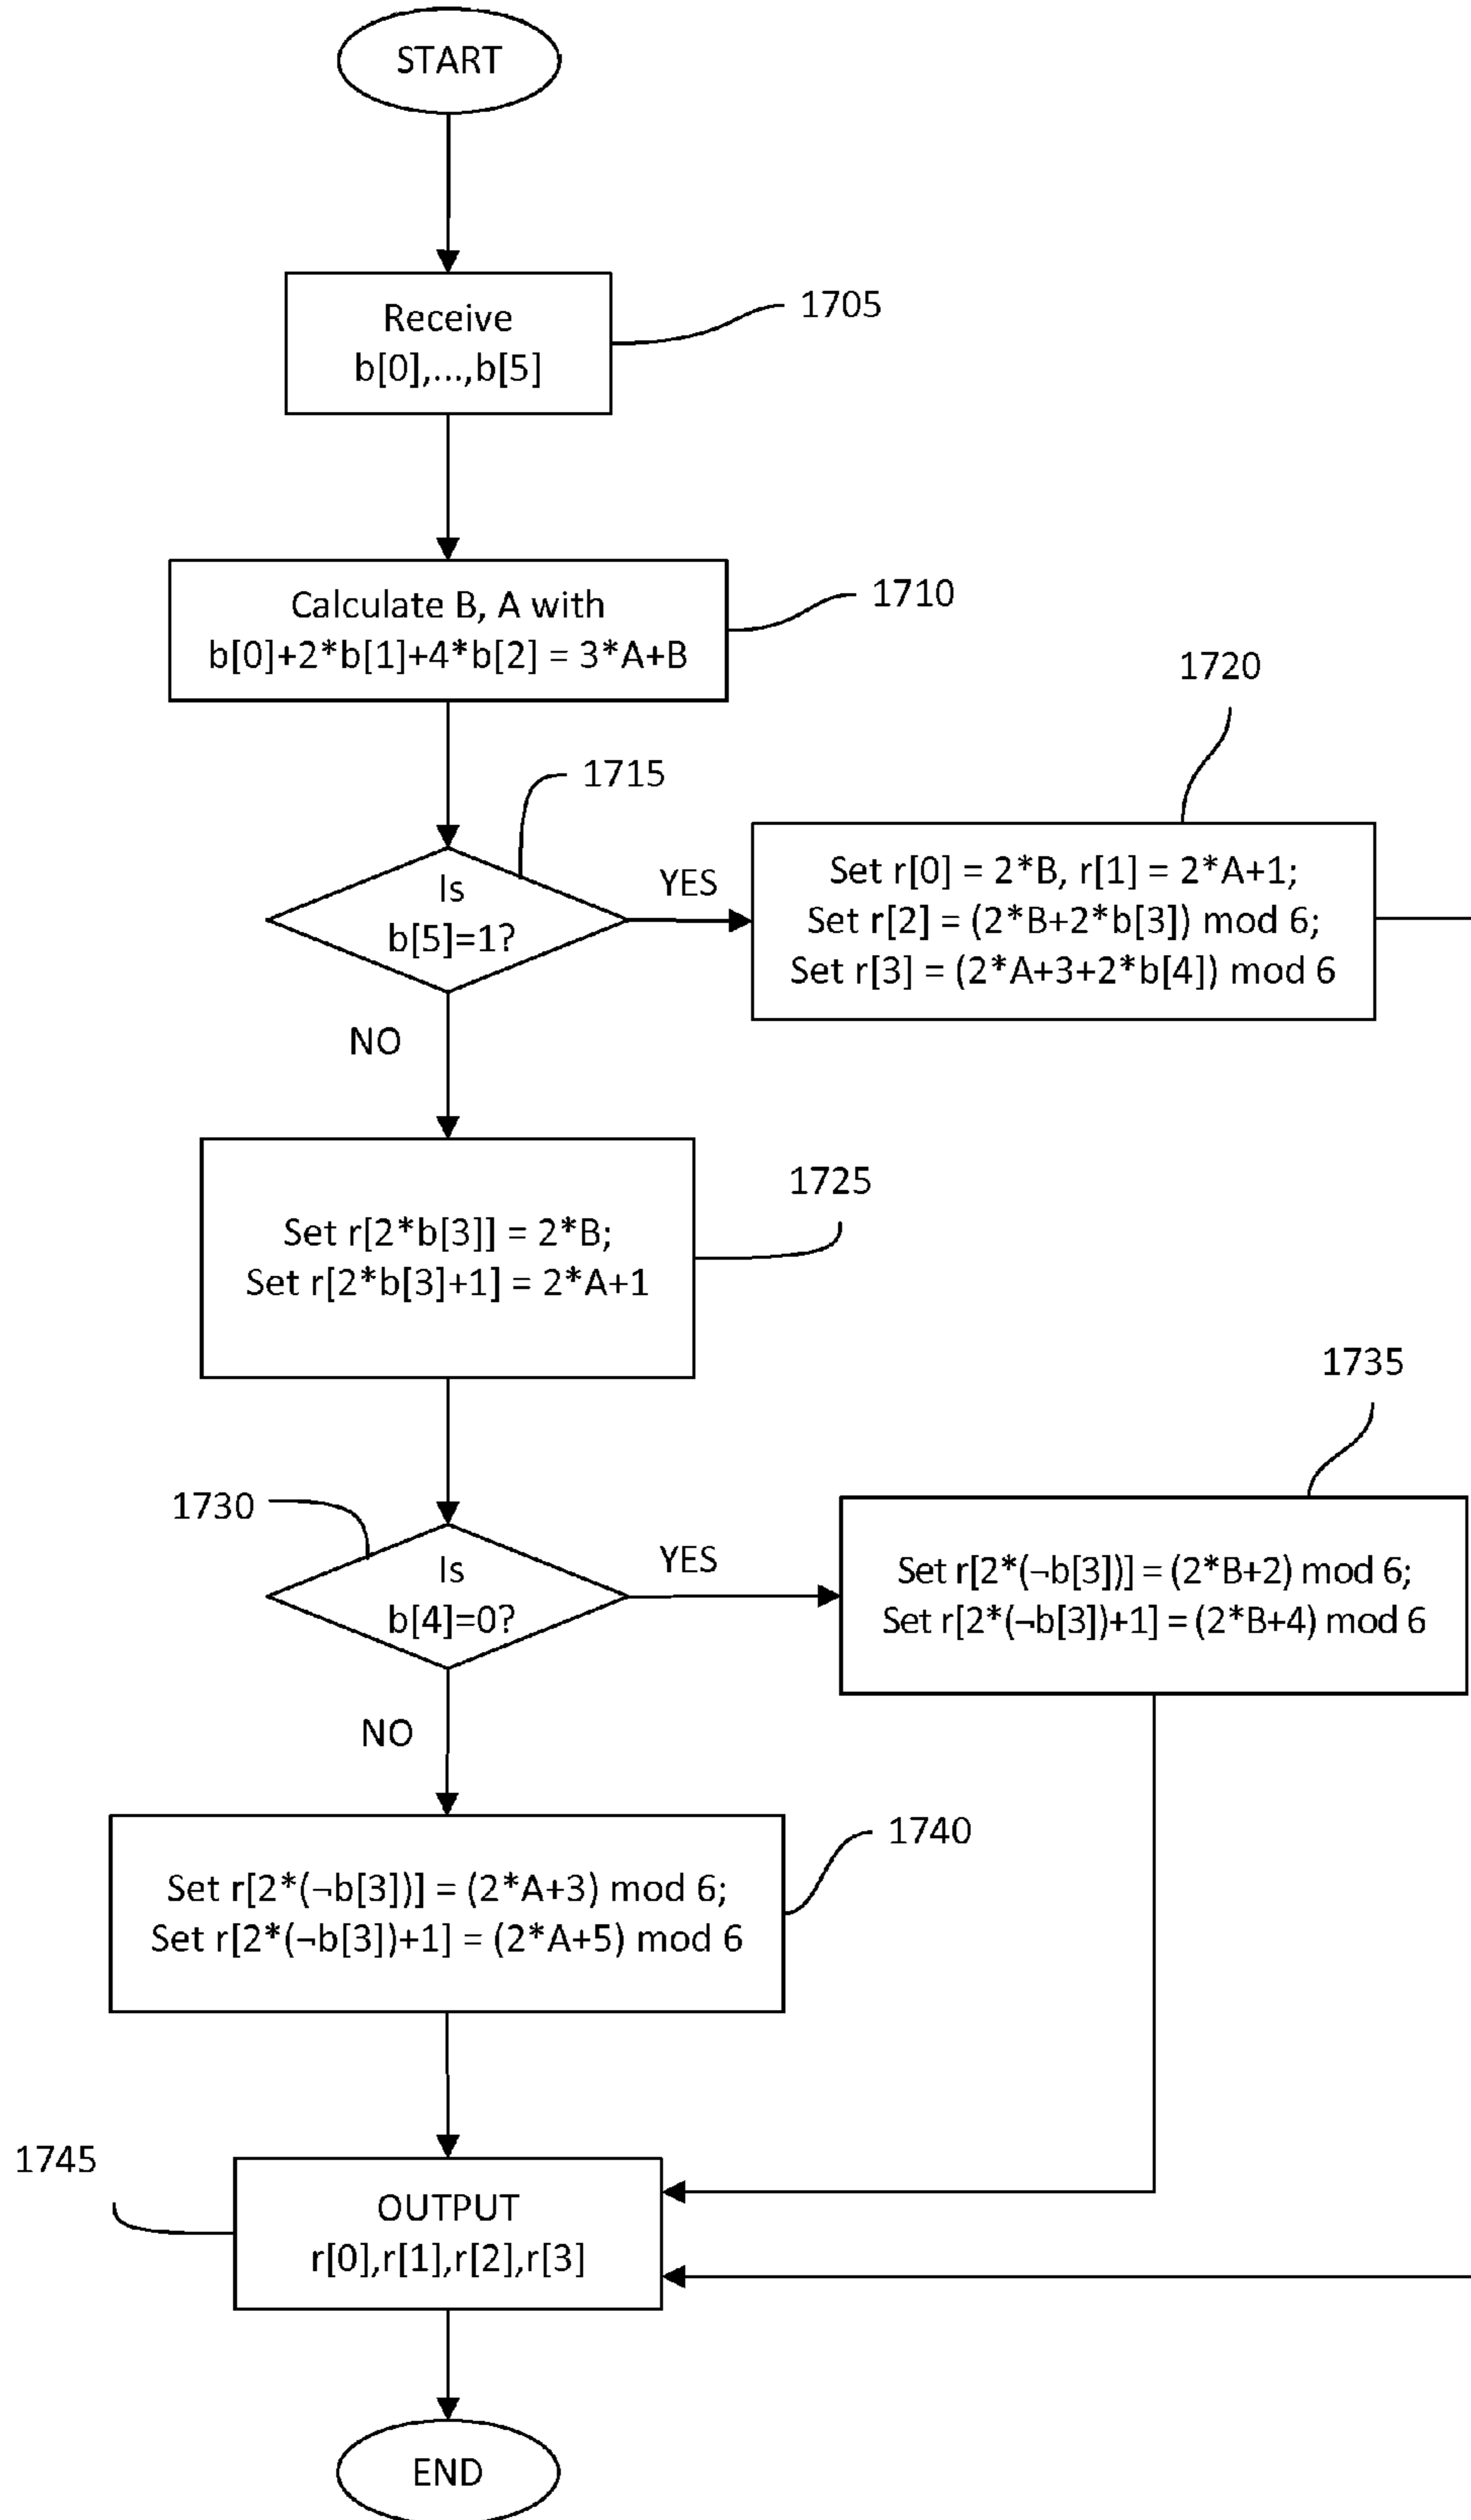 START
Receive
b[0],...,b[5]
1705
Calculate B, A with
b[0]+2*b[1]+4*b[2] = 3*A+B
1710
1715
Is
b[5]=1?
YES
NO
1720
Set r[0] = 2*B, r[1] = 2*A+1;
Set r[2] = (2*B+2*b[3]) mod 6;
Set r[3] = (2*A+3+2*b[4]) mod 6
Set r[2*b[3]] = 2*B;
Set r[2*b[3]+1] = 2*A+1
1725
1730
Is
b[4]=0?
YES
NO
1735
Set r[2*(¬b[3])] = (2*B+2) mod 6;
Set r[2*(¬b[3])+1] = (2*B+4) mod 6
Set r[2*(¬b[3])] = (2*A+3) mod 6;
Set r[2*(¬b[3])+1] = (2*A+5) mod 6
1740
1745
OUTPUT
r[0],r[1],r[2],r[3]
END